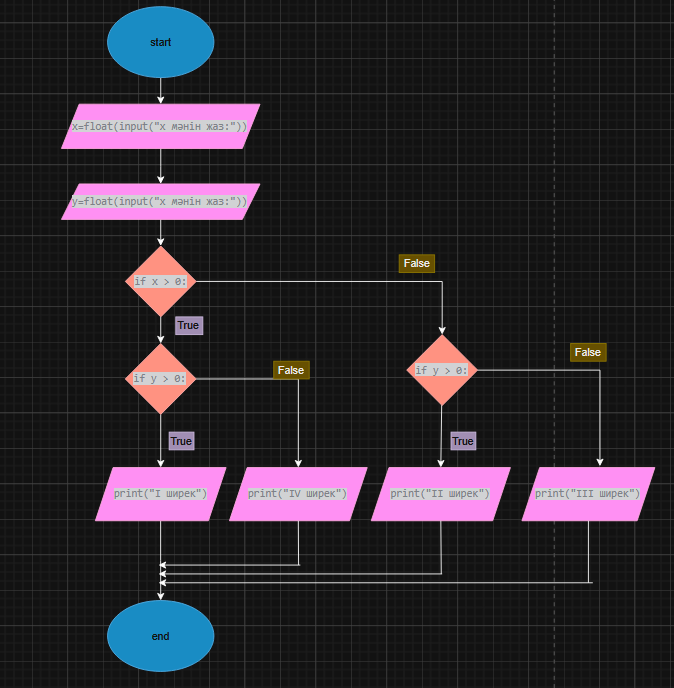 start
x=float(input("x мәнін жаз:"))
y=float(input("x мәнін жаз:"))
False
if x > 0:
True
False
if y > 0:
False
if y > 0:
True
True
print("I ширек")
print("IV ширек")
print("II ширек")
print("III ширек")
end